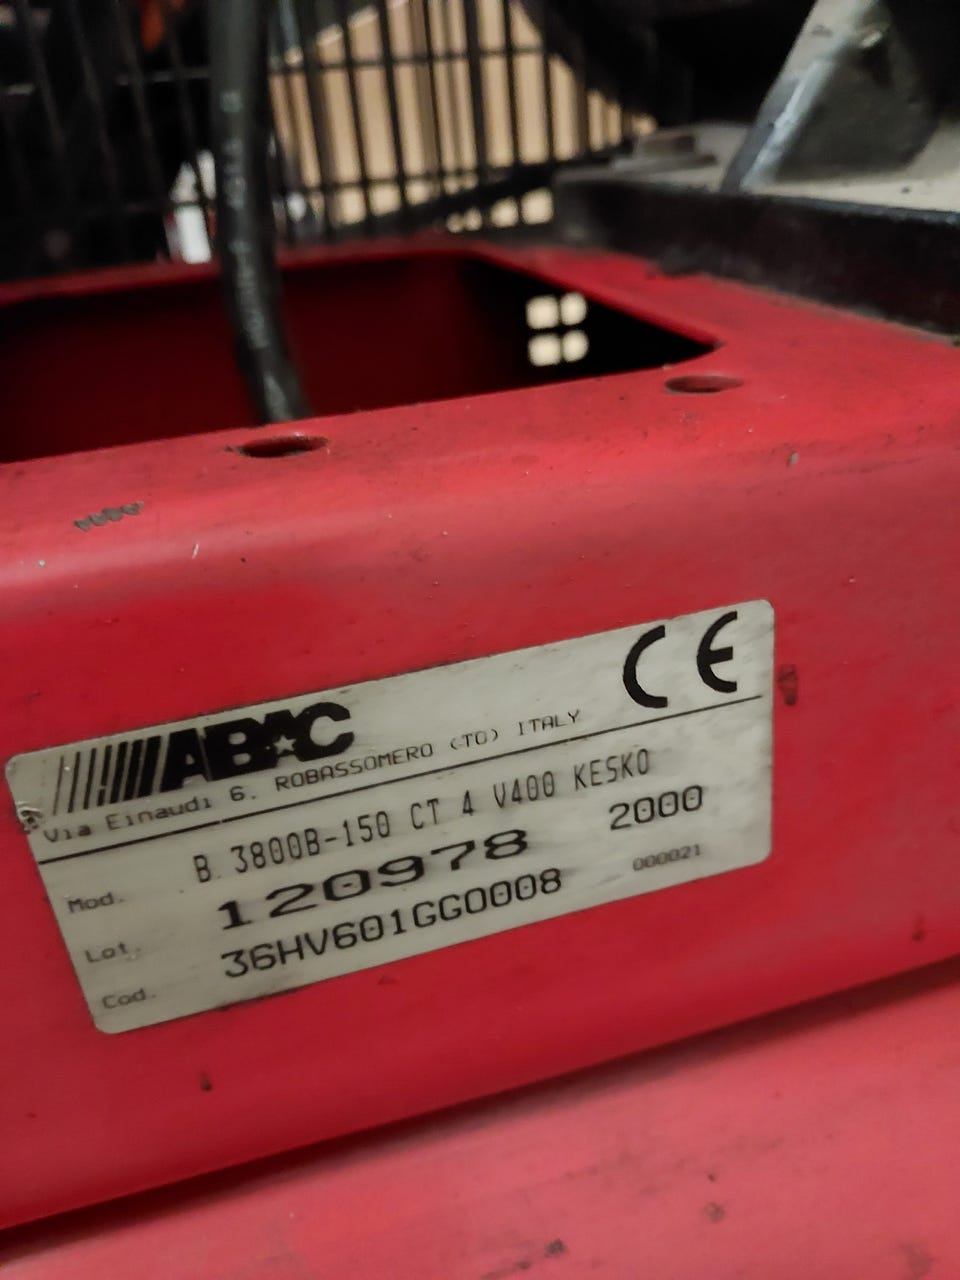 ABAC CE
Via Einaudi 6. ROBASSOMERO (TO) ITALY
Mod. B. 3800B-150 CT 4 V400 KESKO
Lot. 120978 2000
Cod. 36HV601GGO008 000021